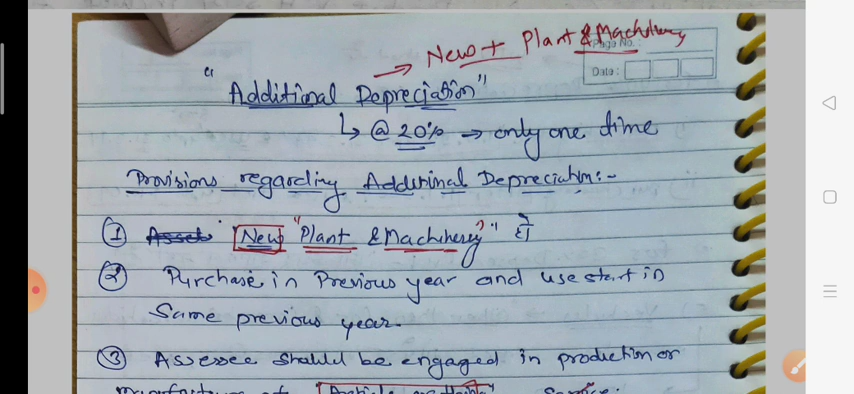 → New + Plant & Machinery
Page No.:
Date:
"Additional Depreciation"
↳ @ 20% → only one time
Provisions regarding Additional Depreciation:-
① "New" "Plant & Machinery" हो
② Purchase in Previous year and use start in
Same previous year.
③ Assessee should be engaged in production or